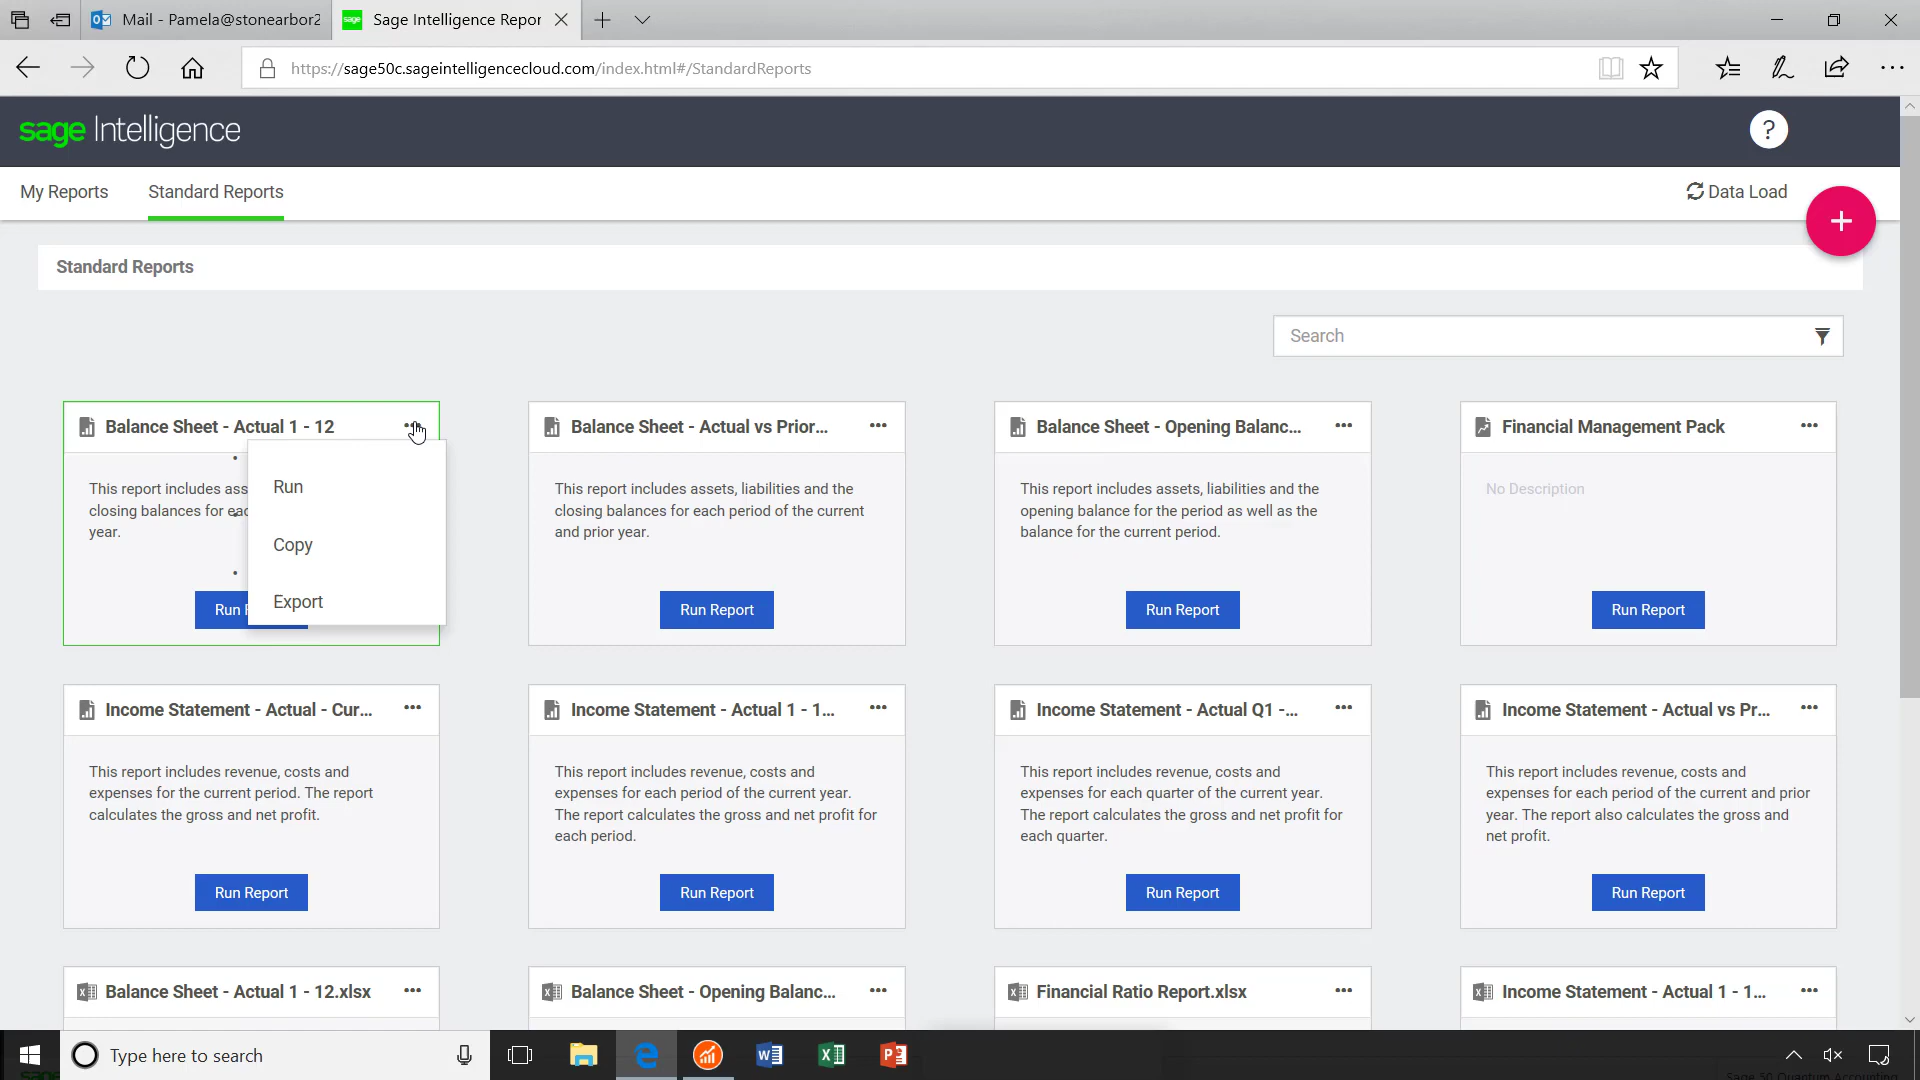 Mail - Pamela@stonearbor2
sage
Sage Intelligence Repor
https://sage50c.sageintelligencecloud.com/index.html#/StandardReports
sage Intelligence
?
My Reports
Standard Reports
Data Load
+
Standard Reports
Search
Balance Sheet - Actual 1 - 12
This report includes ass
closing balances for eac
year.
Run
Run
Copy
Export
Balance Sheet - Actual vs Prior...
This report includes assets, liabilities and the
closing balances for each period of the current
and prior year.
Run Report
Balance Sheet - Opening Balanc...
This report includes assets, liabilities and the
opening balance for the period as well as the
balance for the current period.
Run Report
Financial Management Pack
No Description
Run Report
Income Statement - Actual - Cur...
This report includes revenue, costs and
expenses for the current period. The report
calculates the gross and net profit.
Run Report
Income Statement - Actual 1 - 1...
This report includes revenue, costs and
expenses for each period of the current year.
The report calculates the gross and net profit for
each period.
Run Report
Income Statement - Actual Q1 -...
This report includes revenue, costs and
expenses for each quarter of the current year.
The report calculates the gross and net profit for
each quarter.
Run Report
Income Statement - Actual vs Pr...
This report includes revenue, costs and
expenses for each period of the current and prior
year. The report also calculates the gross and
net profit.
Run Report
Balance Sheet - Actual 1 - 12.xlsx
Balance Sheet - Opening Balanc...
Financial Ratio Report.xlsx
Income Statement - Actual 1 - 1...
Type here to search
Sage 50 Quantum Accounting